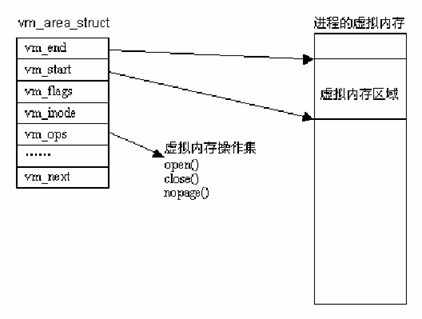 vm_area_struct
vm_end
vm_start
vm_flags
vm_inode
vm_ops
……
vm_next
虚拟内存操作集
open()
close()
nopage()
进程的虚拟内存
虚拟内存区域